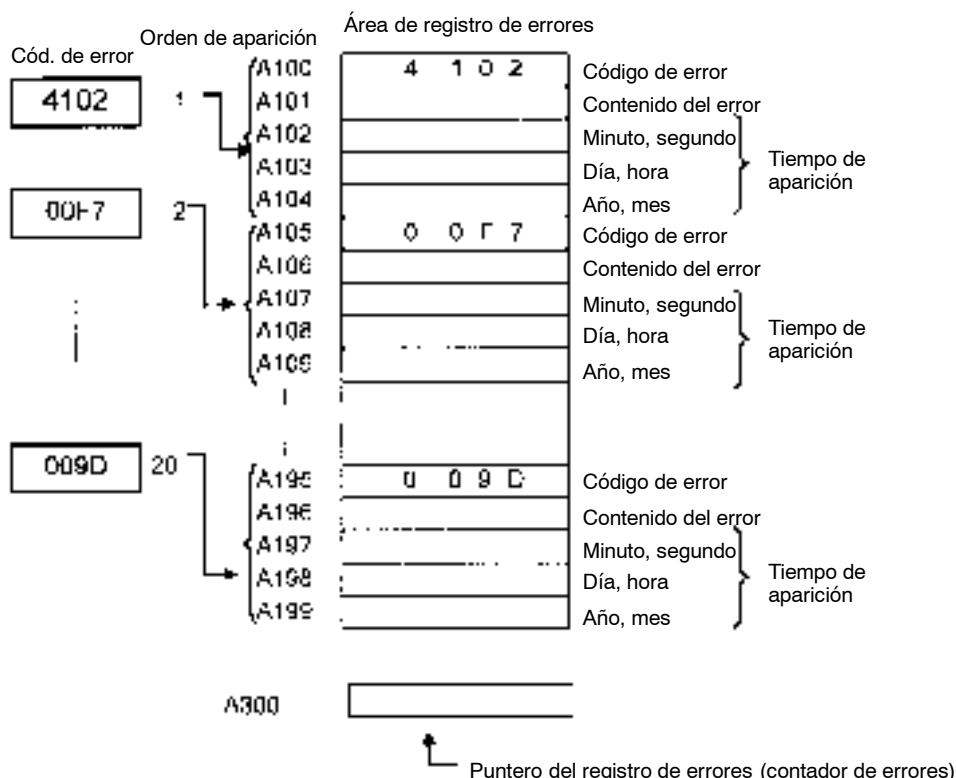 Área de registro de errores
Orden de aparición
Cód. de error
A100 4 1 0 2 Código de error
4102 1 A101 Contenido del error
A102 Minuto, segundo
A103 Día, hora Tiempo de aparición
A104 Año, mes
00F7 2 A105 0 0 F 7 Código de error
A106 Contenido del error
A107 Minuto, segundo
A108 Día, hora Tiempo de aparición
A109 Año, mes
009D 20 A195 0 0 9 D Código de error
A196 Contenido del error
A197 Minuto, segundo
A198 Día, hora Tiempo de aparición
A199 Año, mes
A300
Puntero del registro de errores (contador de errores)